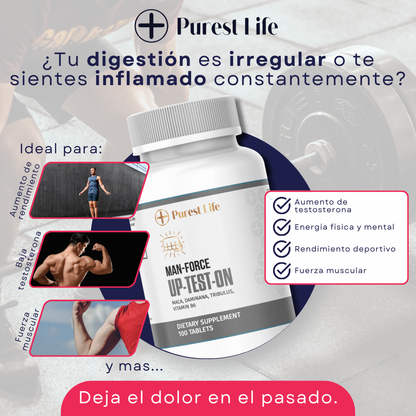 Purest Life
¿Tu digestión es irregular o te
sientes inflamado constantemente?
Ideal para:
Aumento de
rendimiento
Baja
testosterona
Fuerza
muscular
y mas...
Purest Life
MAN-FORCE
UP-TEST-ON
MACA, DAMINANA, TRIBULUS,
VITAMIN B6
DIETARY SUPPLEMENT
100 TABLETS
Aumento de
testosterona
Energia física y mental
Rendimiento deportivo
Fuerza muscular
Deja el dolor en el pasado.